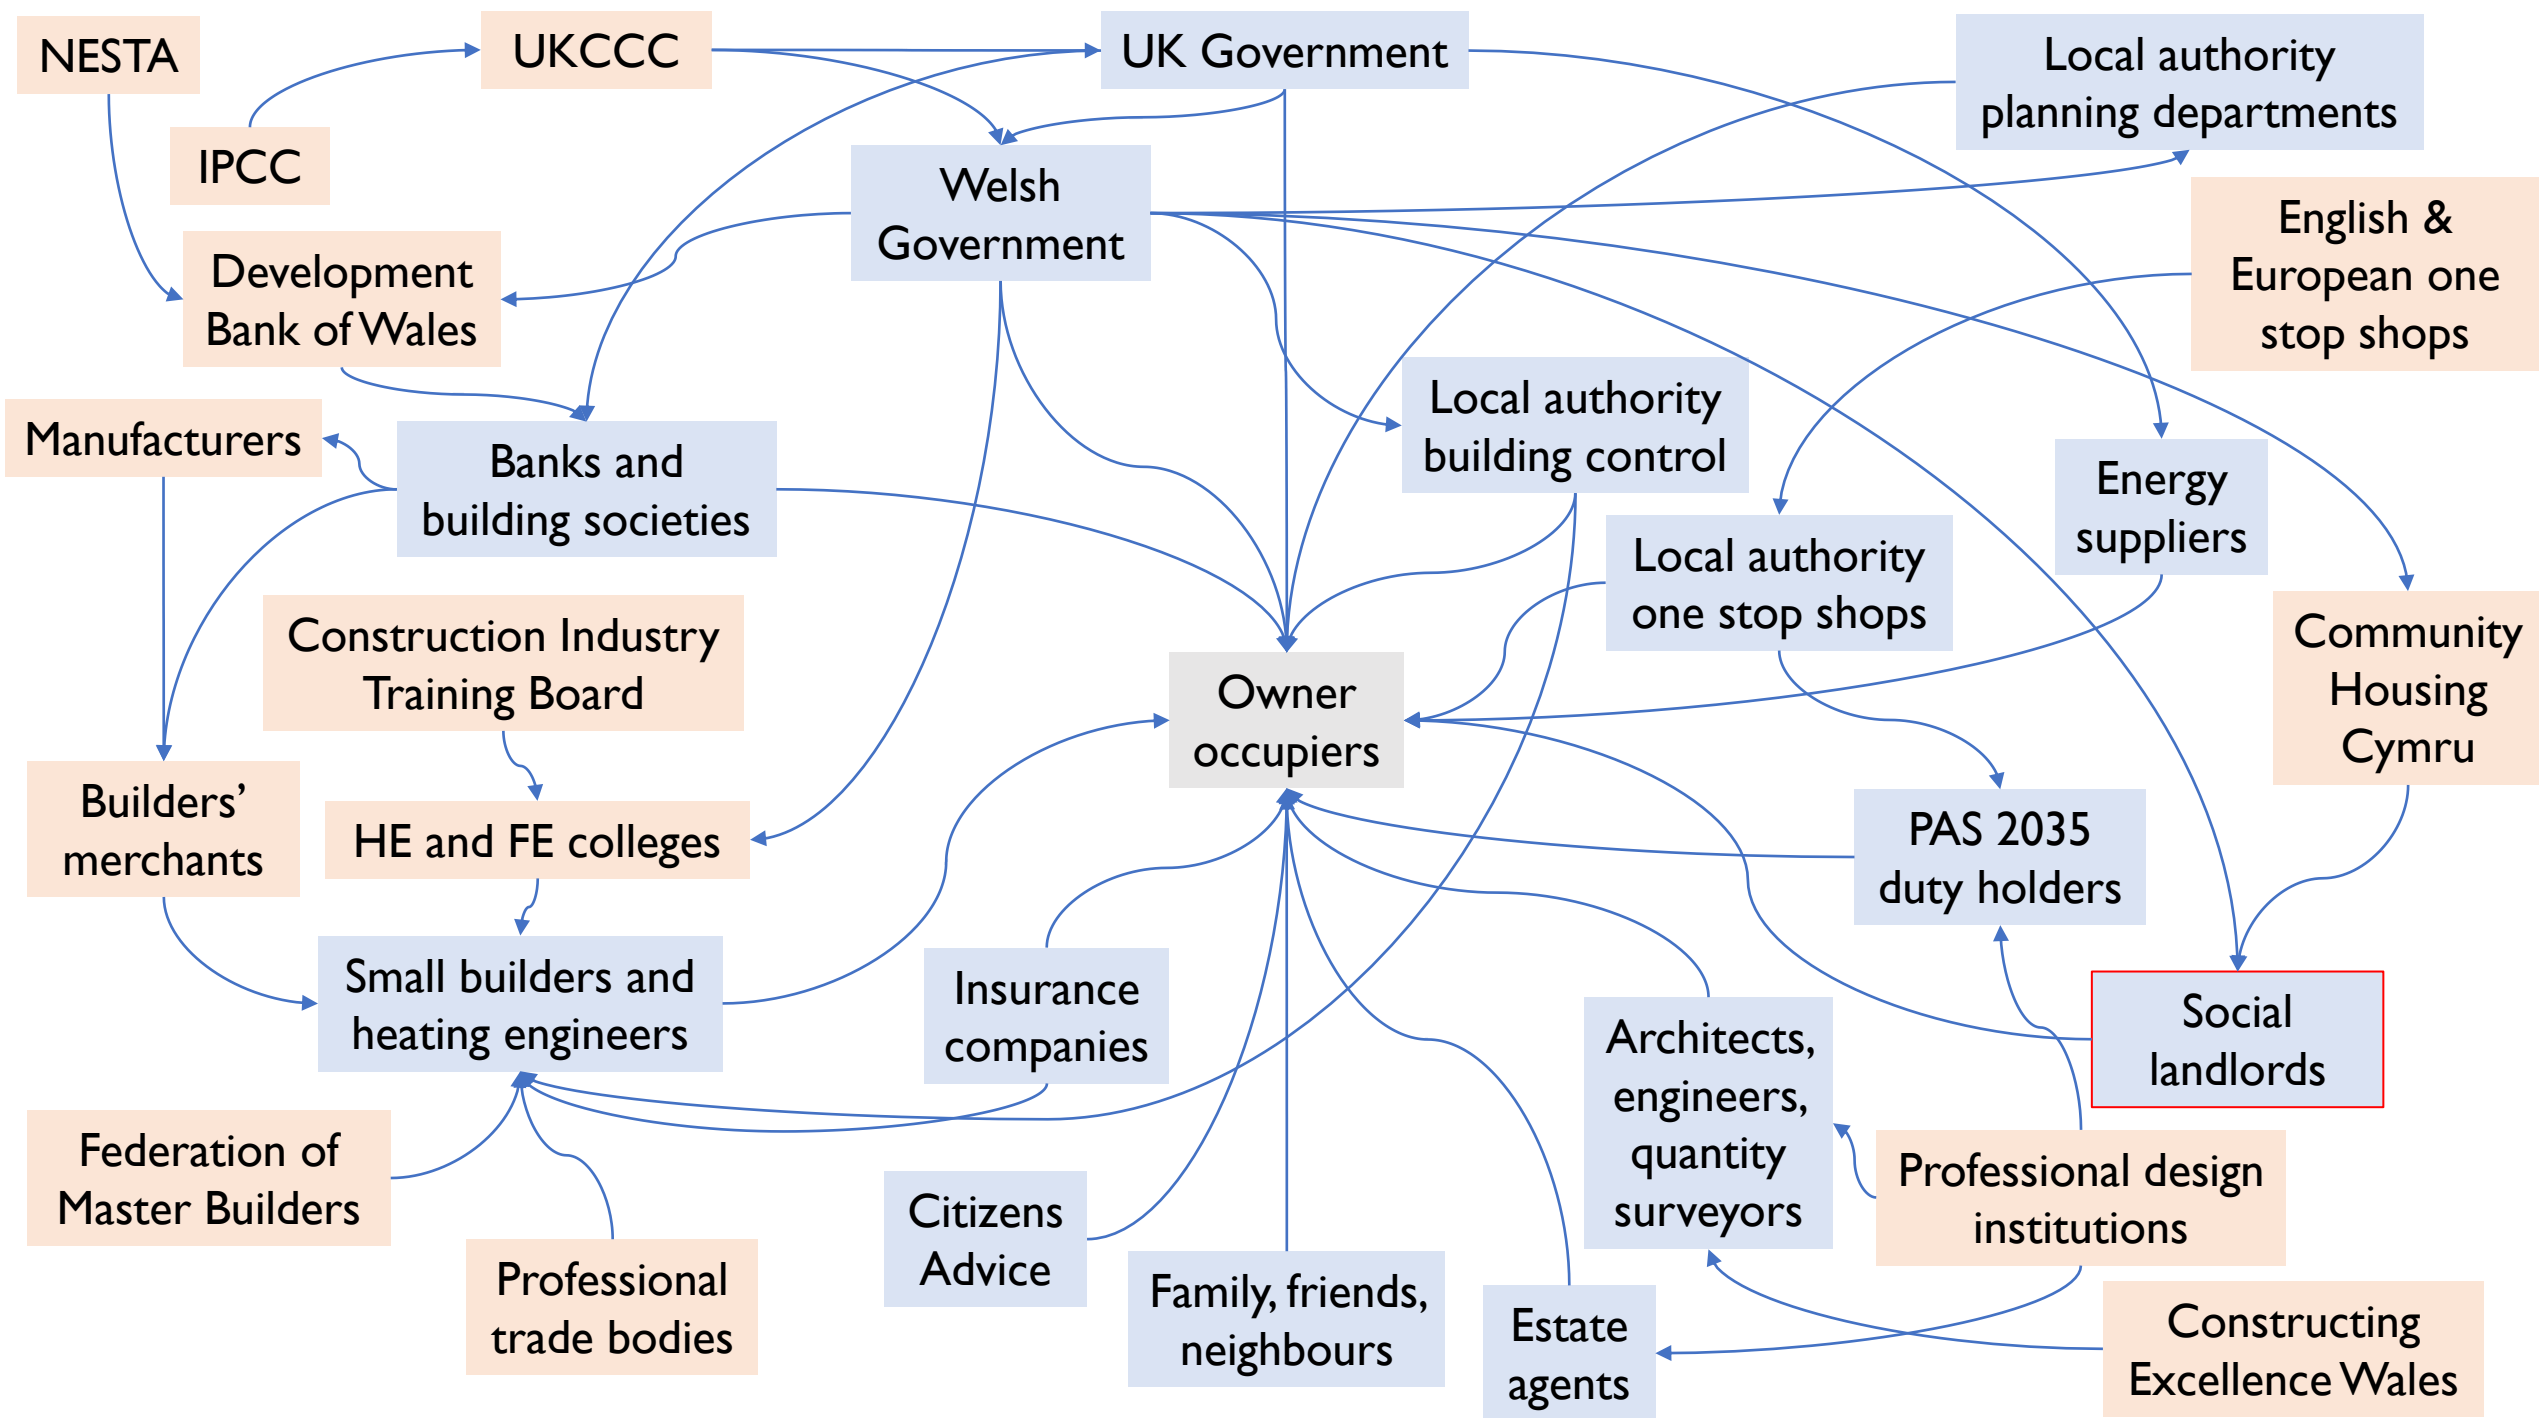 NESTA
UKCCC
UK Government
Local authority
planning departments
IPCC
Welsh
Government
English &
European one
stop shops
Development
Bank of Wales
Manufacturers
Banks and
building societies
Local authority
building control
Energy
suppliers
Local authority
one stop shops
Construction Industry
Training Board
Community
Housing
Cymru
Owner
occupiers
Builders’
merchants
HE and FE colleges
PAS 2035
duty holders
Small builders and
heating engineers
Insurance
companies
Architects,
engineers,
quantity
surveyors
Social
landlords
Federation of
Master Builders
Professional design
institutions
Citizens
Advice
Professional
trade bodies
Family, friends,
neighbours
Estate
agents
Constructing
Excellence Wales